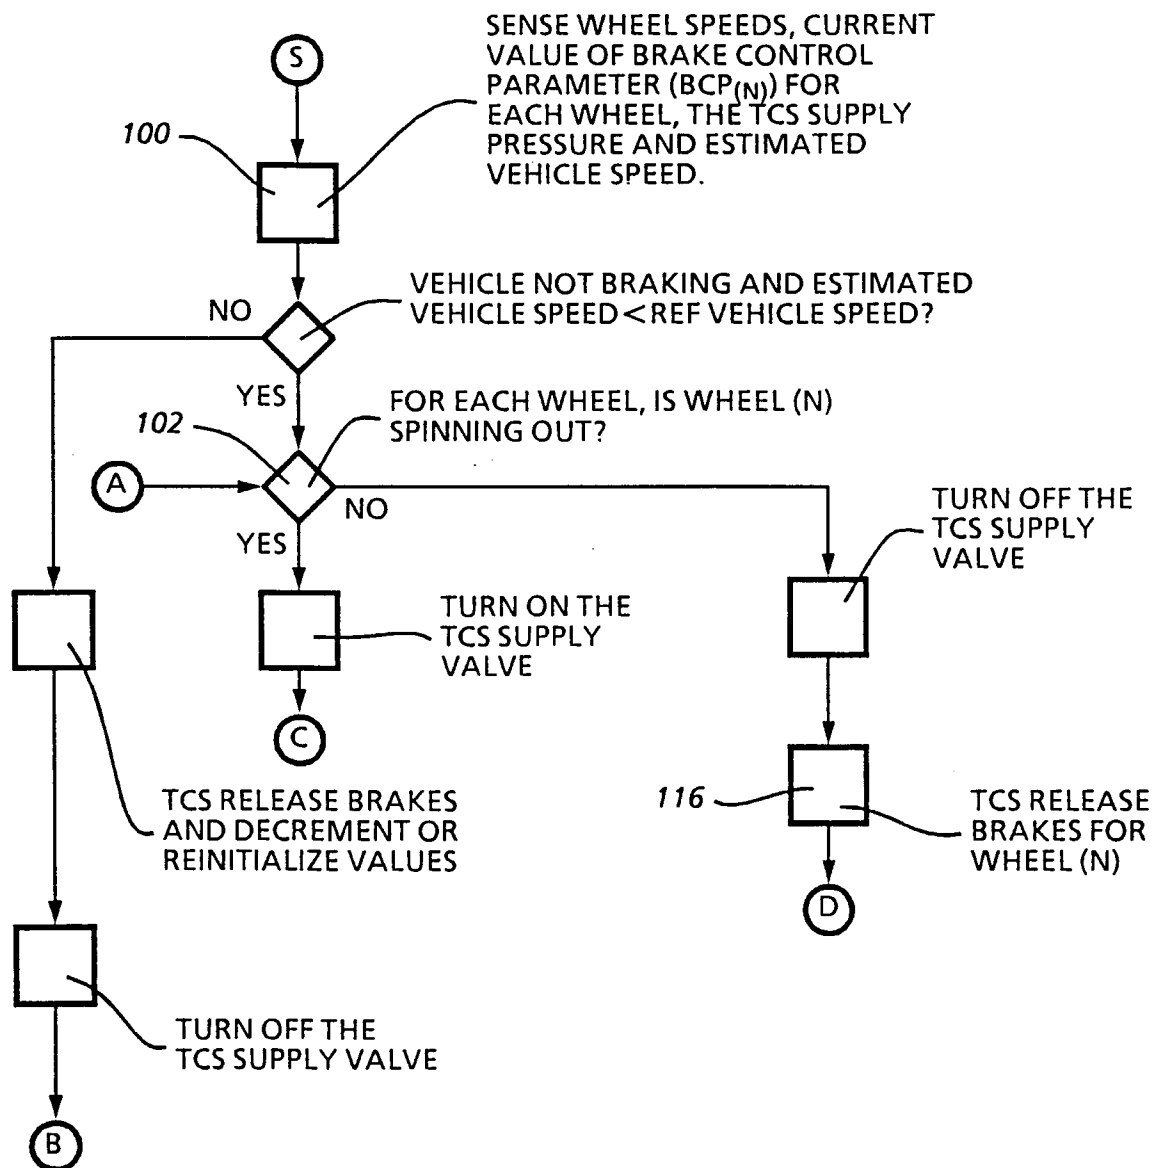 S
SENSE WHEEL SPEEDS, CURRENT
VALUE OF BRAKE CONTROL
PARAMETER (BCP(N)) FOR
EACH WHEEL, THE TCS SUPPLY
PRESSURE AND ESTIMATED
VEHICLE SPEED.
100
VEHICLE NOT BRAKING AND ESTIMATED
VEHICLE SPEED<REF VEHICLE SPEED?
NO
YES
FOR EACH WHEEL, IS WHEEL (N)
SPINNING OUT?
102
A
NO
YES
TURN OFF THE
TCS SUPPLY
VALVE
TURN ON THE
TCS SUPPLY
VALVE
C
TCS RELEASE BRAKES
AND DECREMENT OR
REINITIALIZE VALUES
116
TCS RELEASE
BRAKES FOR
WHEEL (N)
D
TURN OFF THE
TCS SUPPLY VALVE
B